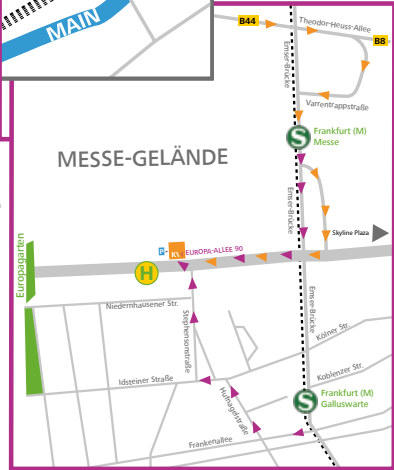 MAIN
B44
Theodor-Heuss-Allee
B8
Emser-Brücke
Varrentrappstraße
S
Frankfurt (M)
Messe
MESSE-GELÄNDE
Emser-Brücke
Skyline Plaza
Europagarten
P
EUROPA-ALLEE 90
H
Emser-Brücke
Niedernhausener Str.
Stephensonstraße
Kölner Str.
Idsteiner Straße
Koblenzer Str.
Hufnagelstraße
S
Frankfurt (M)
Galluswarte
Frankenallee